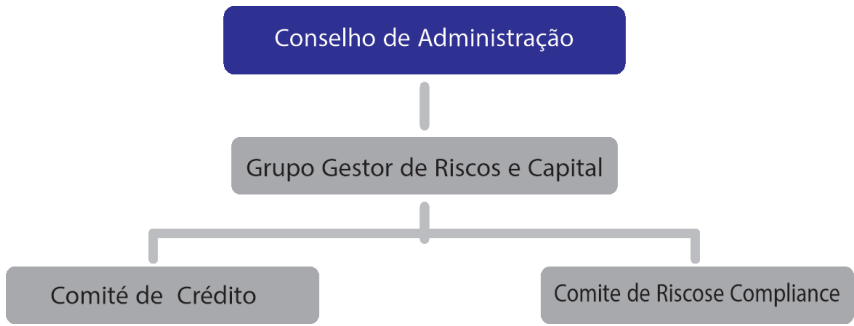 Conselho de Administração
Grupo Gestor de Riscos e Capital
Comité de Crédito
Comite de Riscose Compliance